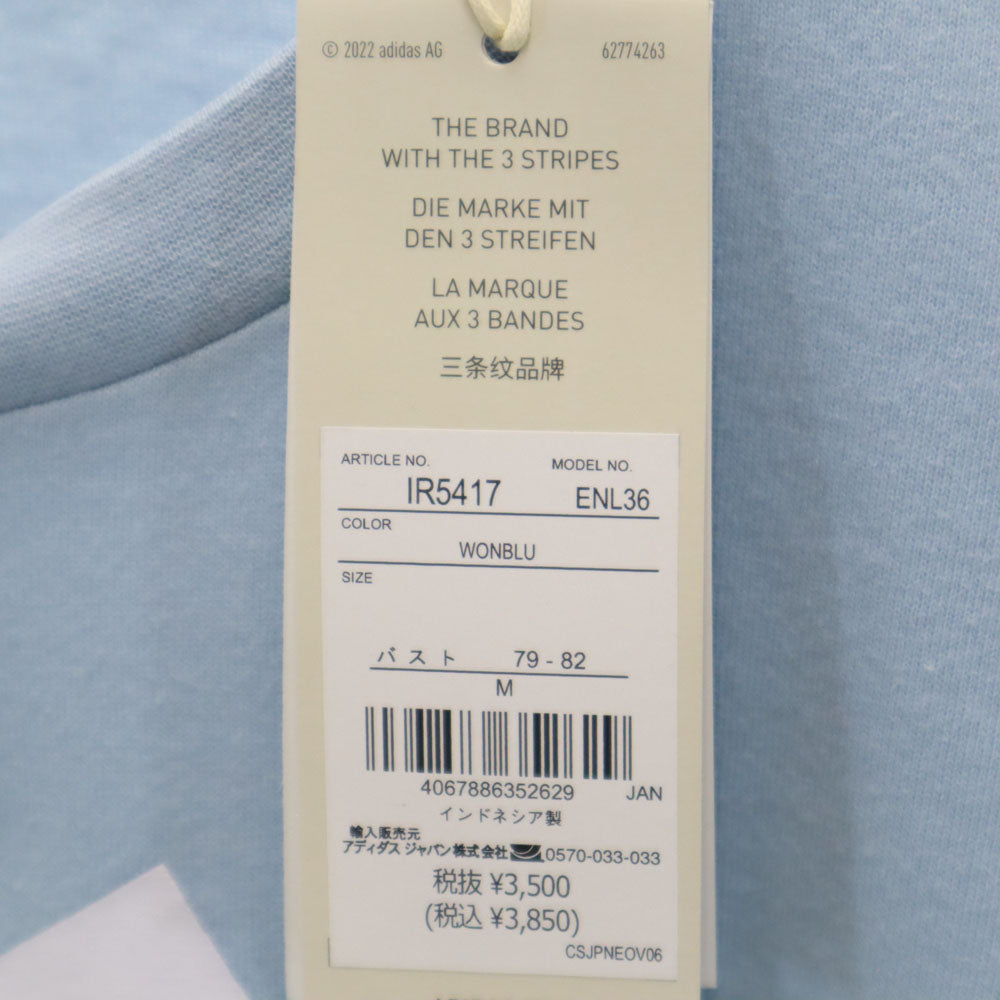 © 2022 adidas AG 62774263
THE BRAND
WITH THE 3 STRIPES
DIE MARKE MIT
DEN 3 STREIFEN
LA MARQUE
AUX 3 BANDES
三条纹品牌
ARTICLE NO. MODEL NO.
IR5417 ENL36
COLOR
WONBLU
SIZE
バスト 79-82
M
4067886352629 JAN
インドネシア製
輸入販売元
アディダス ジャパン株式会社 0570-033-033
税抜 ¥3,500
(税込 ¥3,850)
CSJPNEOV06